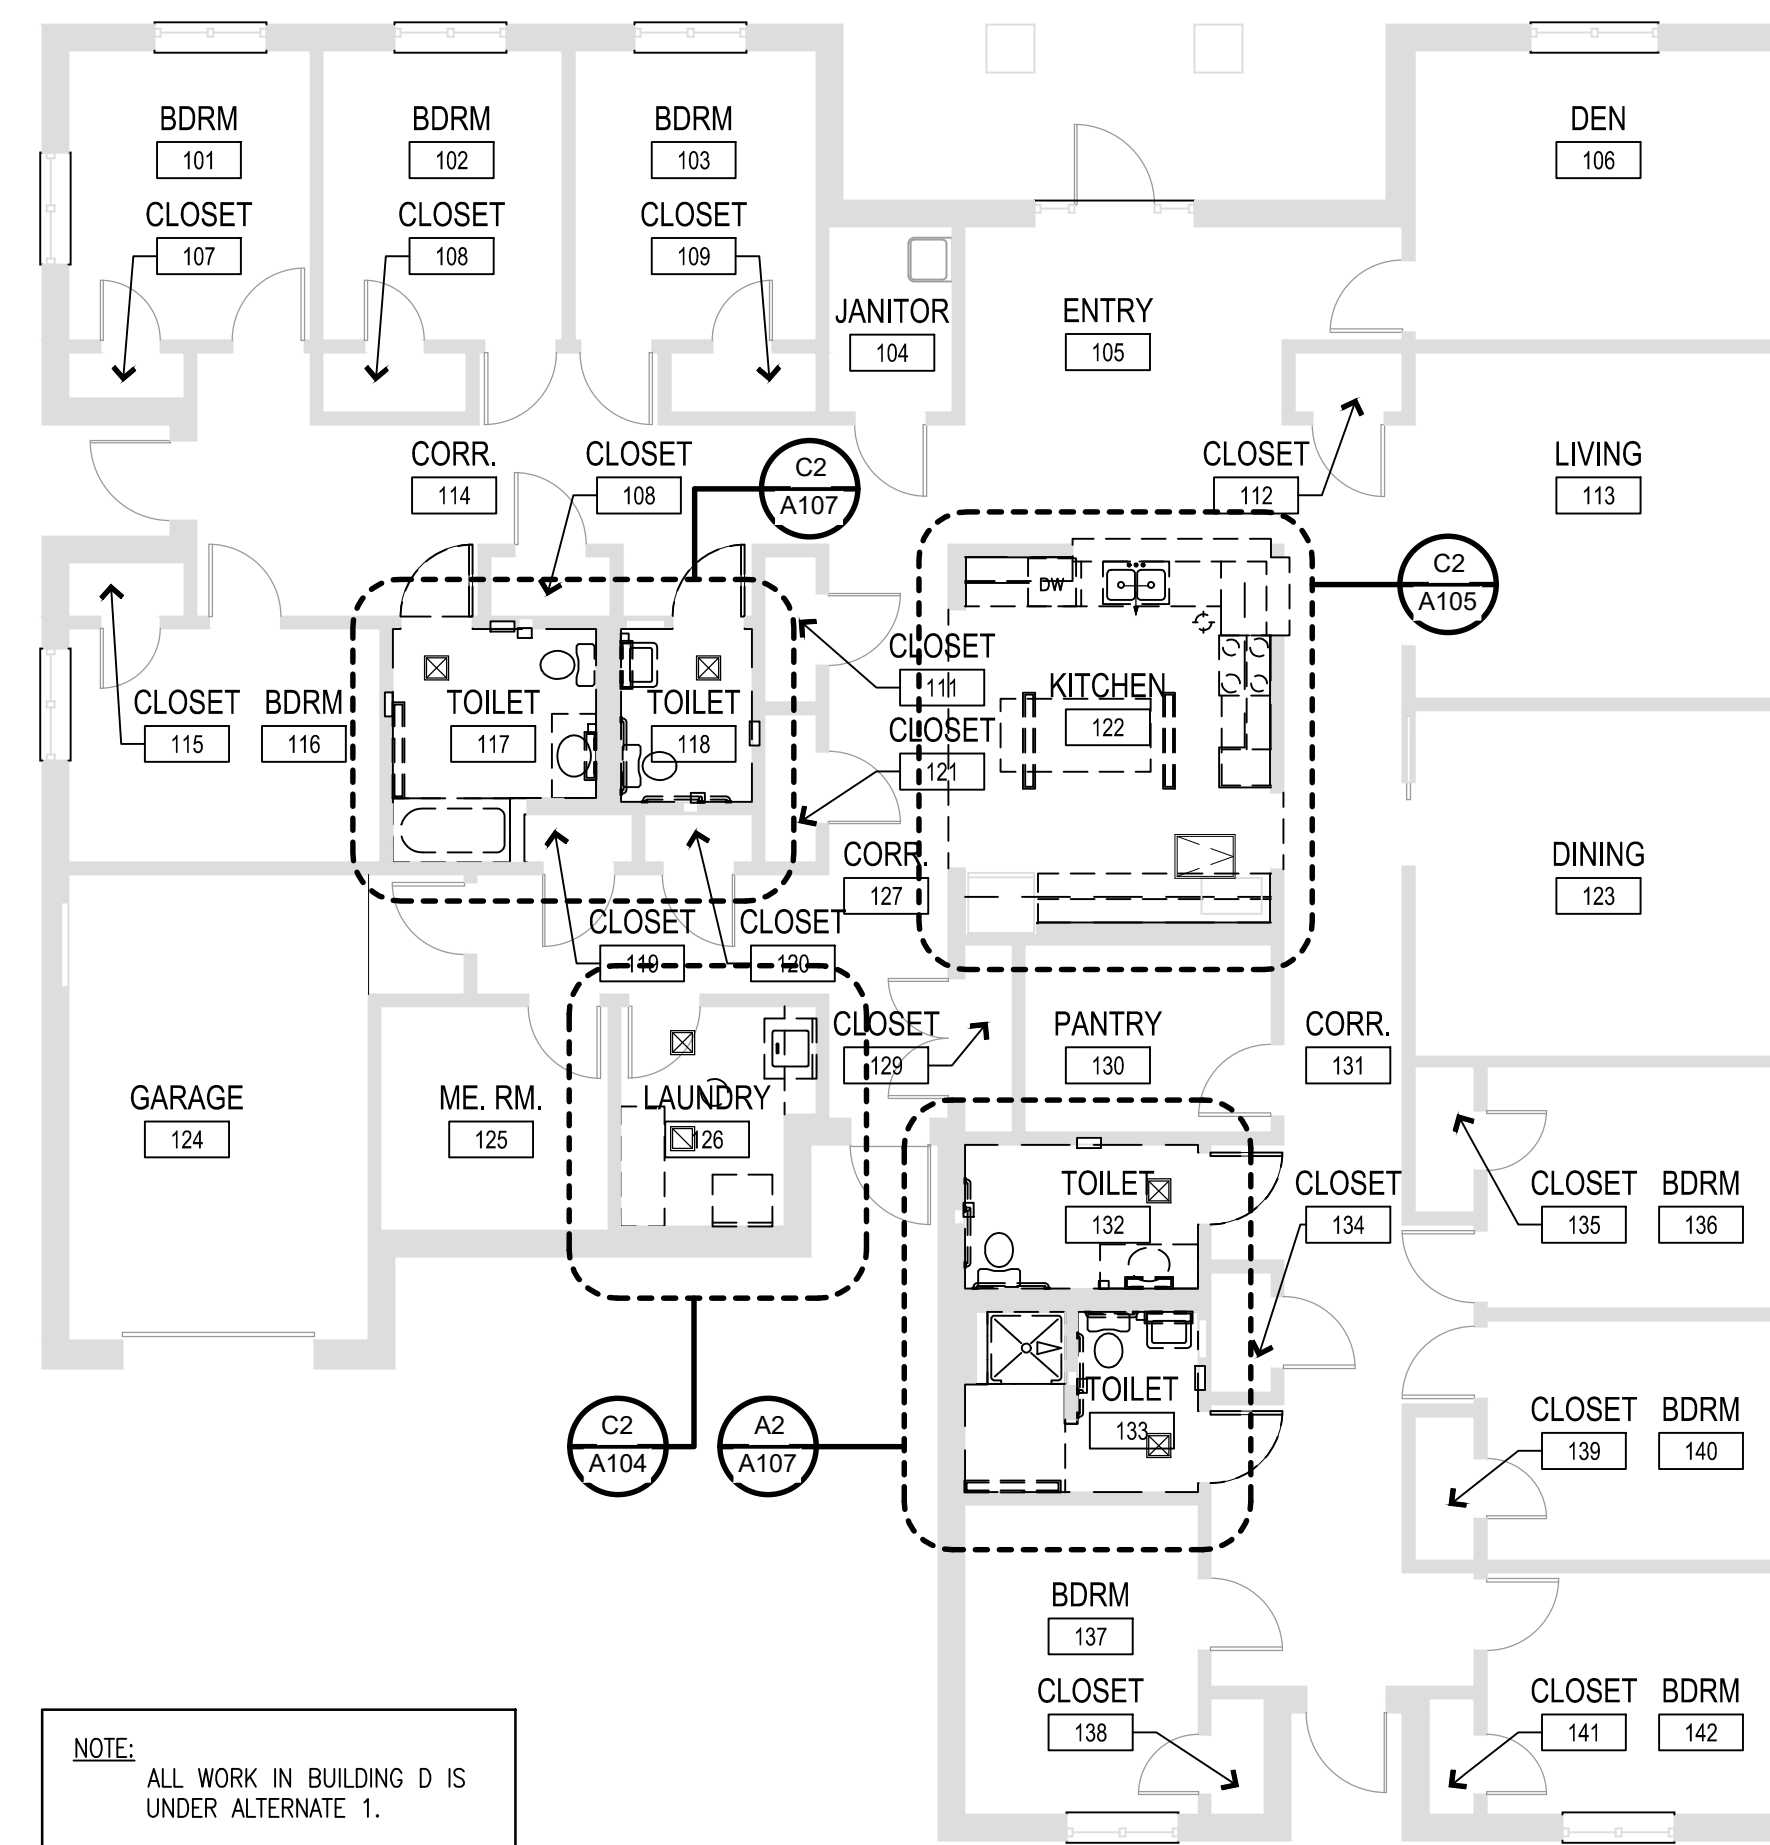 BDRM
101
BDRM
102
BDRM
103
DEN
106
CLOSET
107
CLOSET
108
CLOSET
109
JANITOR
104
ENTRY
105
CORR.
114
CLOSET
108
C2
A107
CLOSET
112
LIVING
113
C2
A105
DW
CLOSET
111
KITCHEN
122
CLOSET
115
BDRM
116
TOILET
117
TOILET
118
CLOSET
121
CORR.
127
DINING
123
CLOSET
119
CLOSET
120
CLOSET
129
PANTRY
130
CORR.
131
GARAGE
124
ME. RM.
125
LAUNDRY
126
TOILET
132
CLOSET
134
CLOSET
135
BDRM
136
TOILET
133
C2
A104
A2
A107
CLOSET
139
BDRM
140
BDRM
137
CLOSET
138
CLOSET
141
BDRM
142
NOTE:
ALL WORK IN BUILDING D IS
UNDER ALTERNATE 1.